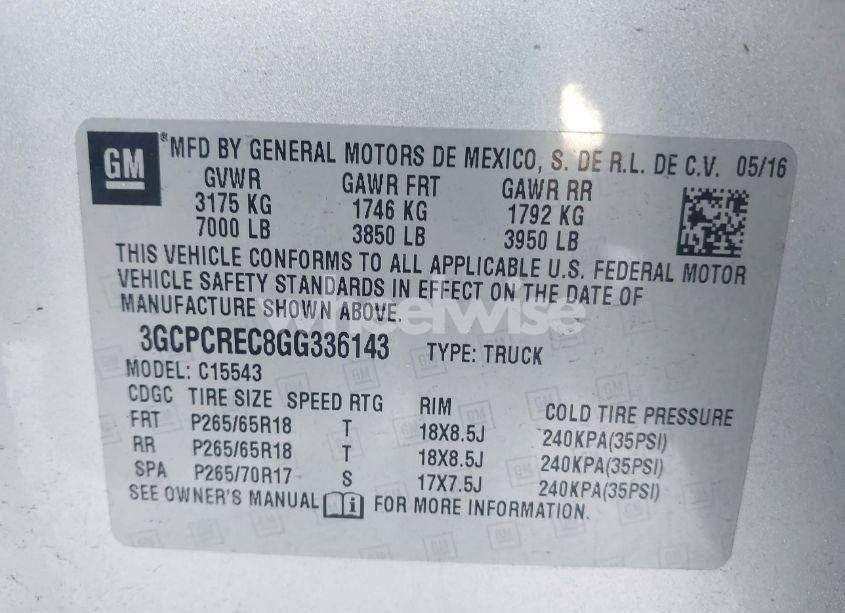 GM
®MFD BY GENERAL MOTORS DE MEXICO, S. DE R.L. DE C.V. 05/16
GVWR GAWR FRT GAWR RR
3175 KG 1746 KG 1792 KG
7000 LB 3850 LB 3950 LB
THIS VEHICLE CONFORMS TO ALL APPLICABLE U.S. FEDERAL MOTOR
VEHICLE SAFETY STANDARDS IN EFFECT ON THE DATE OF
MANUFACTURE SHOWN ABOVE.
wheelwise
3GCPCREC8GG336143 TYPE: TRUCK
MODEL: C15543
CDGC TIRE SIZE SPEED RTG RIM COLD TIRE PRESSURE
FRT P265/65R18 T 18X8.5J 240KPA(35PSI)
RR P265/65R18 T 18X8.5J 240KPA(35PSI)
SPA P265/70R17 S 17X7.5J 240KPA(35PSI)
SEE OWNER'S MANUAL i FOR MORE INFORMATION.